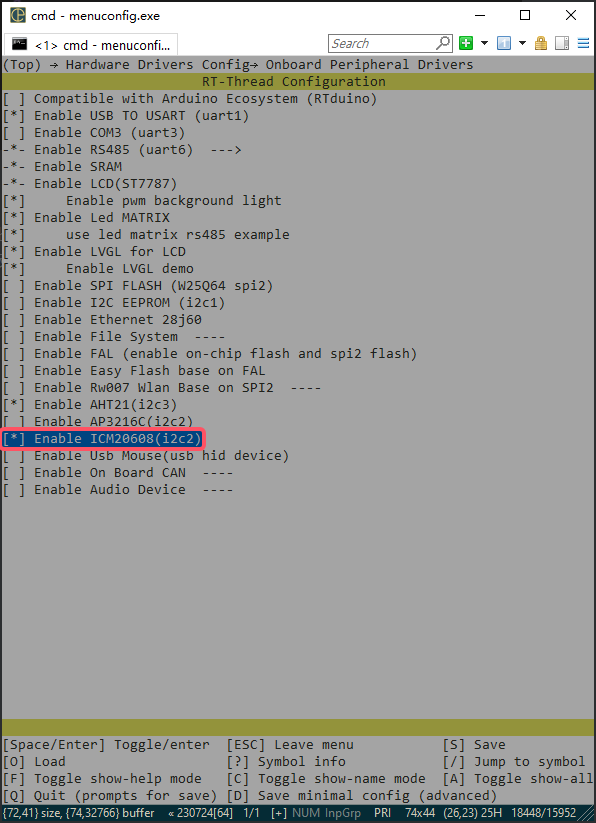 cmd - menuconfig.exe
<1> cmd - menuconfi...
Search
(Top) → Hardware Drivers Config→ Onboard Peripheral Drivers
RT-Thread Configuration
[ ] Compatible with Arduino Ecosystem (RTduino)
[*] Enable USB TO USART (uart1)
[ ] Enable COM3 (uart3)
-*- Enable RS485 (uart6)  --->
-*- Enable SRAM
-*- Enable LCD(ST7787)
[*]     Enable pwm background light
[*] Enable Led MATRIX
[*]     use led matrix rs485 example
[*] Enable LVGL for LCD
[*]     Enable LVGL demo
[ ] Enable SPI FLASH (W25Q64 spi2)
[ ] Enable I2C EEPROM (i2c1)
[ ] Enable Ethernet 28j60
[ ] Enable File System  ----
[ ] Enable FAL (enable on-chip flash and spi2 flash)
[ ] Enable Easy Flash base on FAL
[ ] Enable Rw007 Wlan Base on SPI2  ----
[*] Enable AHT21(i2c3)
[ ] Enable AP3216C(i2c2)
[*] Enable ICM20608(i2c2)
[ ] Enable Usb Mouse(usb hid device)
[ ] Enable On Board CAN  ----
[ ] Enable Audio Device  ----
[Space/Enter] Toggle/enter  [ESC] Leave menu  [S] Save
[O] Load  [?] Symbol info  [/] Jump to symbol
[F] Toggle show-help mode  [C] Toggle show-name mode  [A] Toggle show-all
[Q] Quit (prompts for save)  [D] Save minimal config (advanced)
{72,41} size, {74,32766} buffer  « 230724[64]  1/1  [+] NUM InpGrp  PRI  74x44  (26,23) 25H  18448/15952